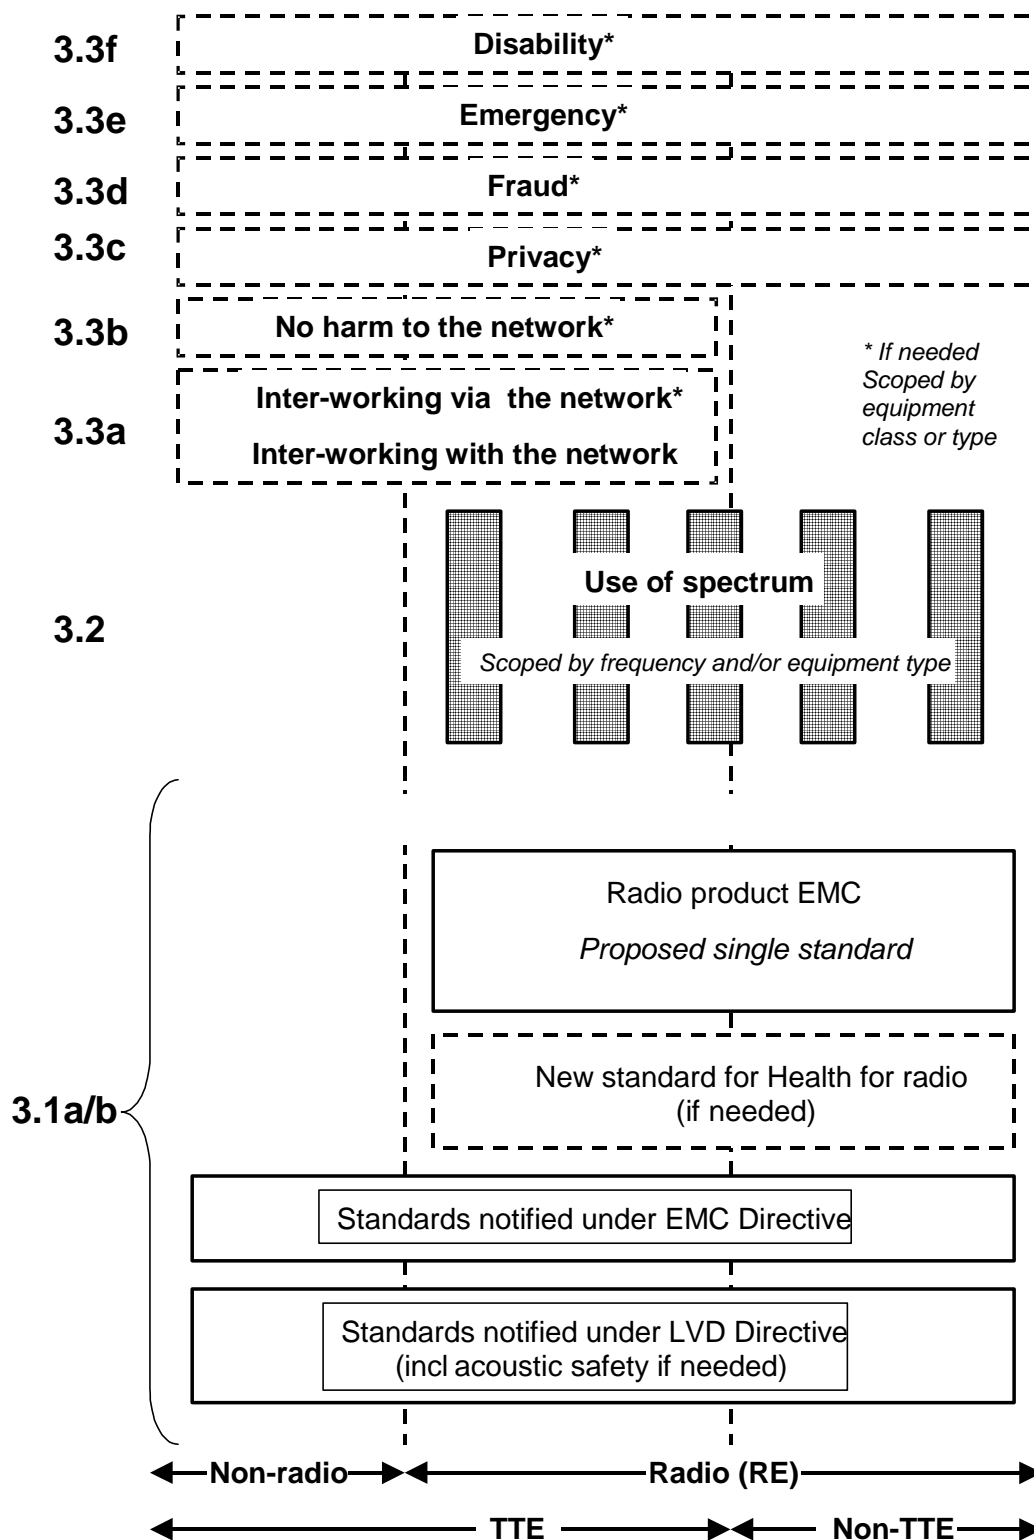 3.3f Disability*
3.3e Emergency*
3.3d Fraud*
3.3c Privacy*
3.3b No harm to the network*
* If needed
Scoped by
equipment
class or type
3.3a
Inter-working via the network*
Inter-working with the network
3.2
Use of spectrum
Scoped by frequency and/or equipment type
3.1a/b
Radio product EMC
Proposed single standard
New standard for Health for radio
(if needed)
Standards notified under EMC Directive
Standards notified under LVD Directive
(incl acoustic safety if needed)
Non-radio Radio (RE)
TTE Non-TTE